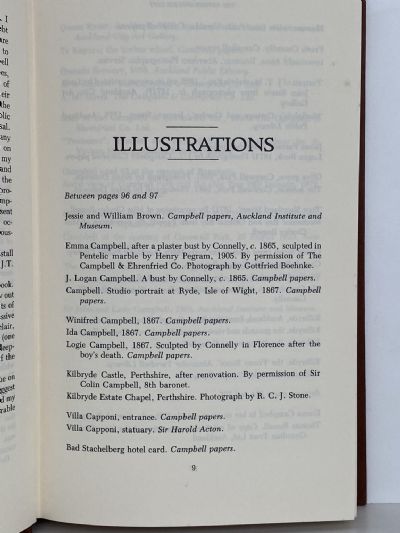 ILLUSTRATIONS
Between pages 96 and 97
Jessie and William Brown. Campbell papers, Auckland Institute and
Museum.
Emma Campbell, after a plaster bust by Connelly, c. 1865, sculpted in
Pentelic marble by Henry Pegram, 1905. By permission of The
Campbell & Ehrenfried Co. Photograph by Gottfried Boehnke.
J. Logan Campbell. A bust by Connelly, c. 1865. Campbell papers.
Campbell. Studio portrait at Ryde, Isle of Wight, 1867. Campbell
papers.
Winifred Campbell, 1867. Campbell papers.
Ida Campbell, 1867. Campbell papers.
Logie Campbell, 1867. Sculpted by Connelly in Florence after the
boy's death. Campbell papers.
Kilbryde Castle, Perthshire, after renovation. By permission of Sir
Colin Campbell, 8th baronet.
Kilbryde Estate Chapel, Perthshire. Photograph by R. C. J. Stone.
Villa Capponi, entrance. Campbell papers.
Villa Capponi, statuary. Sir Harold Acton.
Bad Stachelberg hotel card. Campbell papers.
9